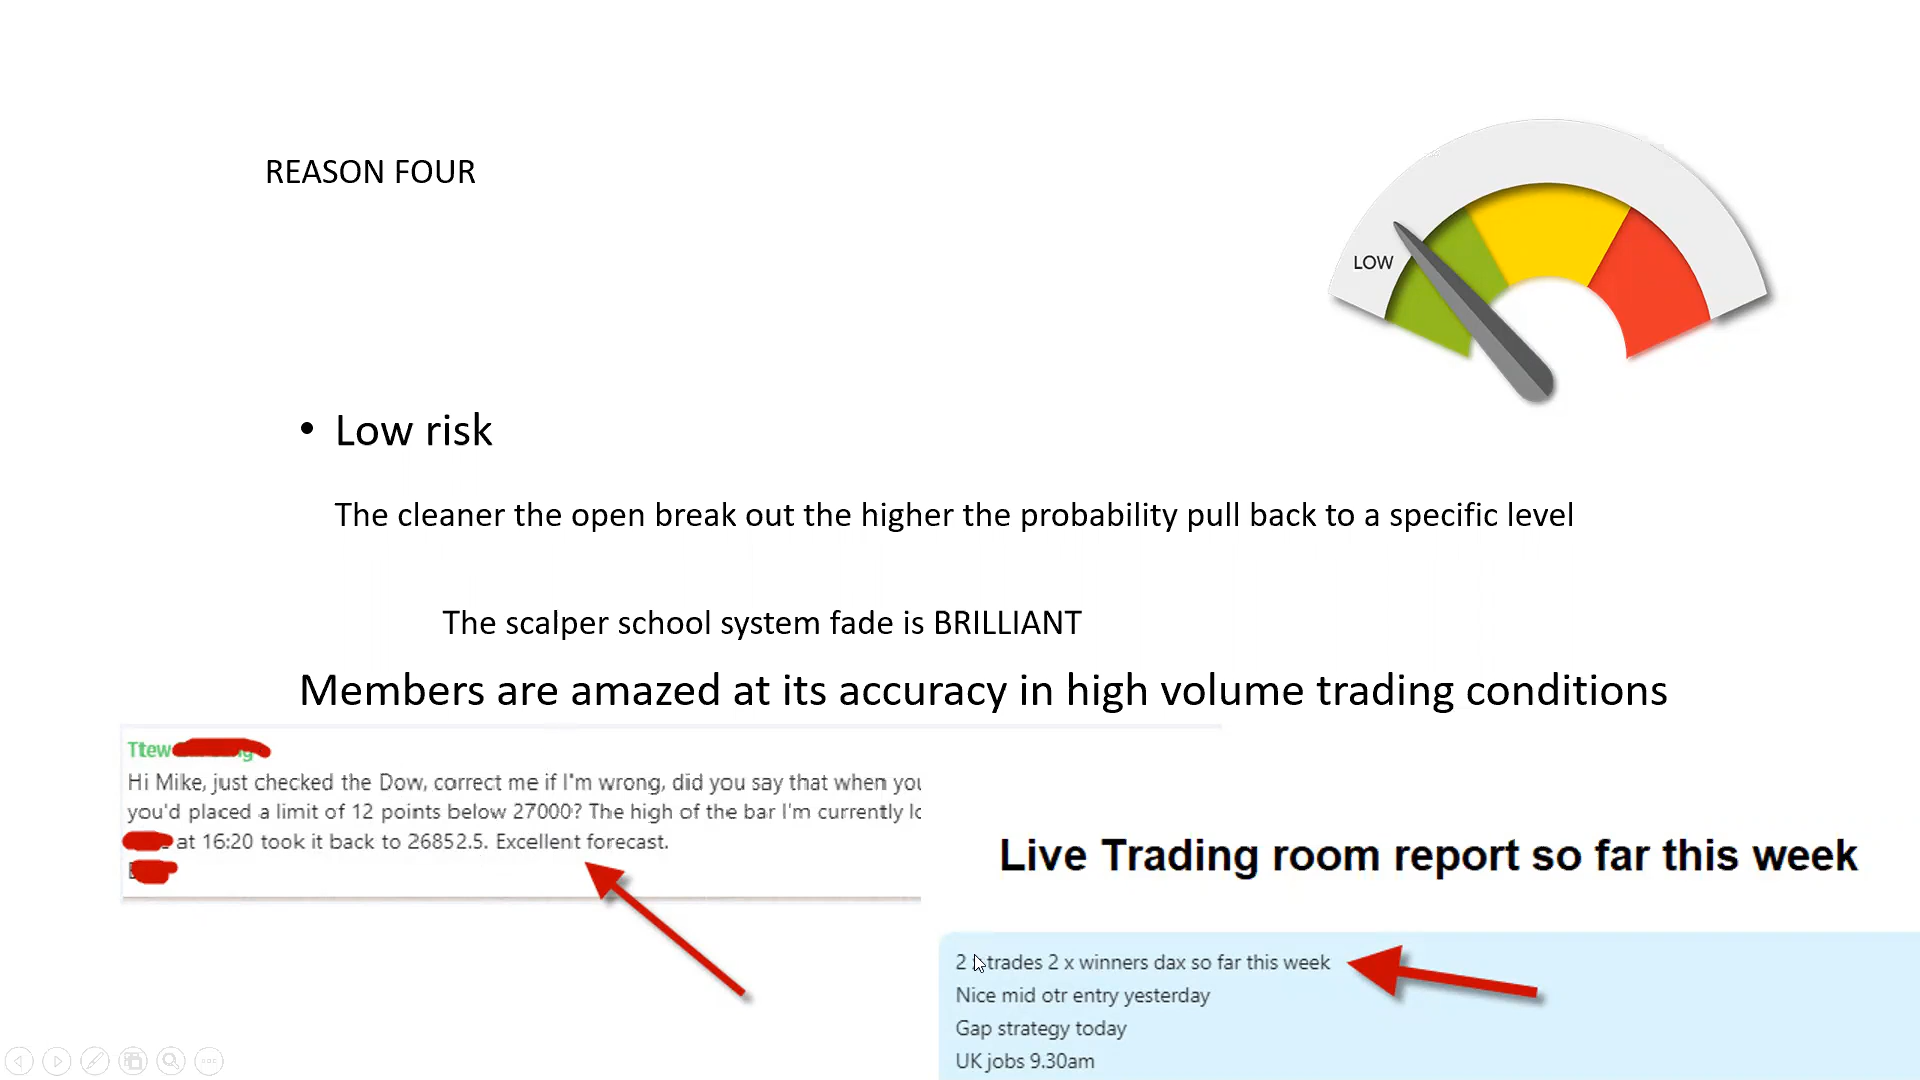 REASON FOUR
LOW
• Low risk
The cleaner the open break out the higher the probability pull back to a specific level
The scalper school system fade is BRILLIANT
Members are amazed at its accuracy in high volume trading conditions
Ttew
Hi Mike, just checked the Dow, correct me if I'm wrong, did you say that when you
you'd placed a limit of 12 points below 27000? The high of the bar I'm currently lo
at 16:20 took it back to 26852.5. Excellent forecast.
Live Trading room report so far this week
2 trades 2 x winners dax so far this week
Nice mid otr entry yesterday
Gap strategy today
UK jobs 9.30am